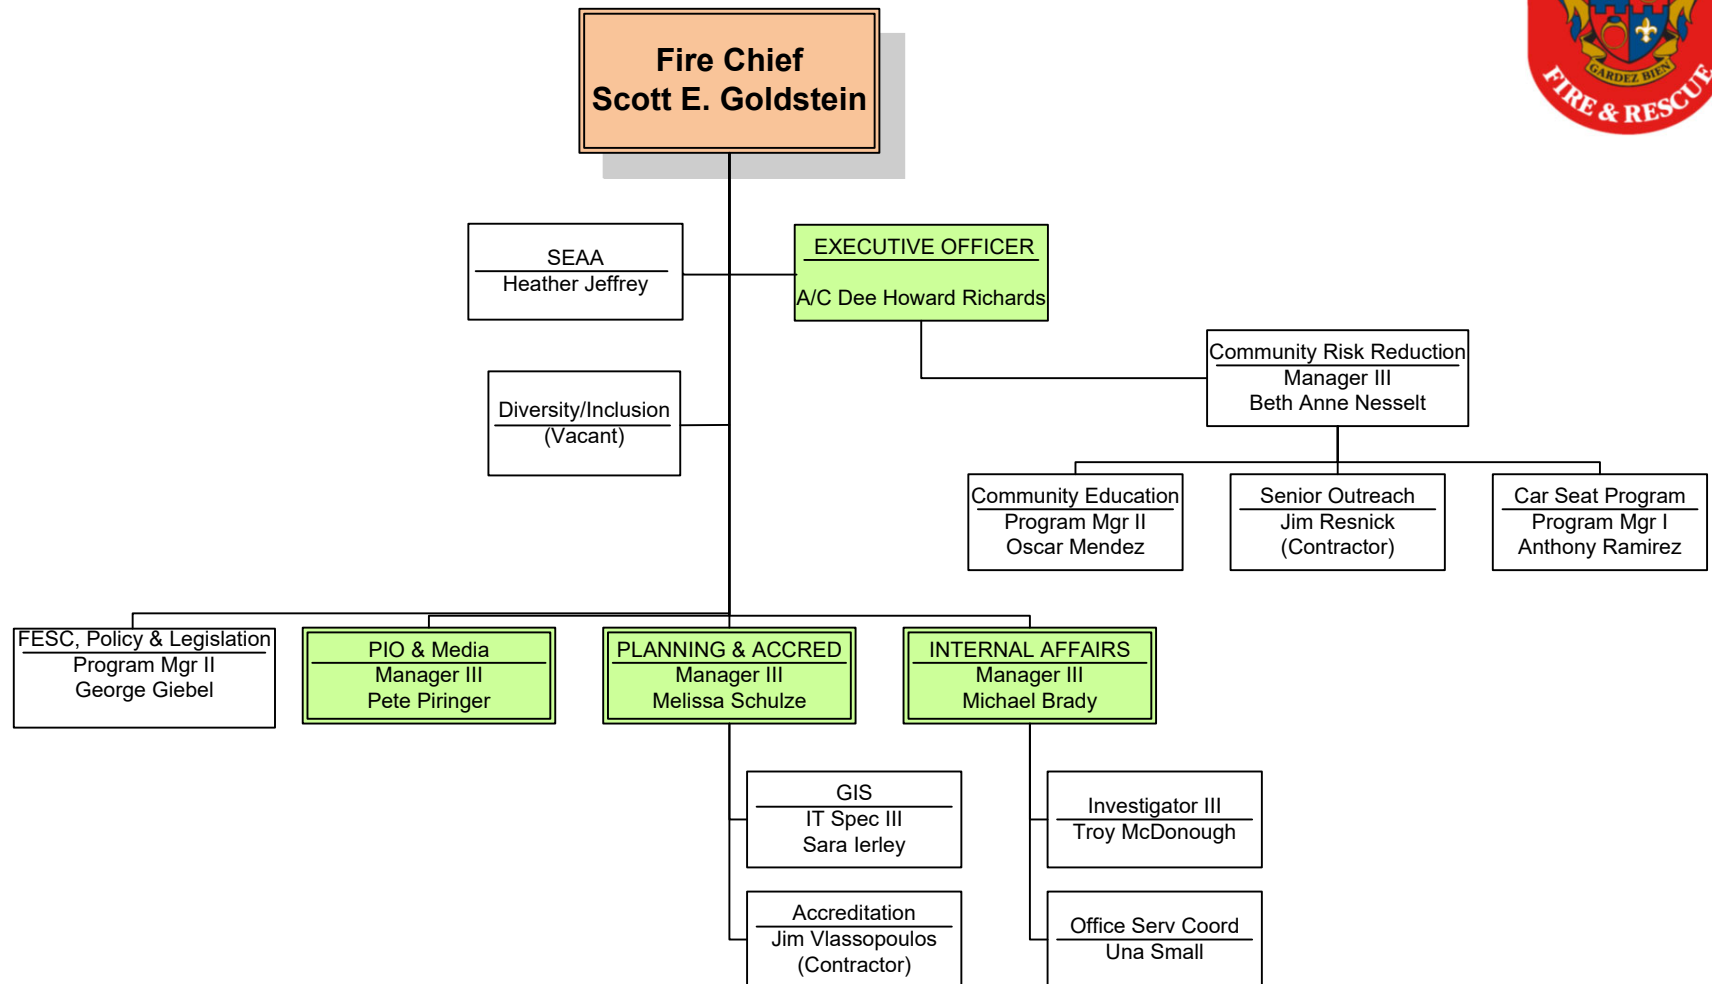 Fire Chief
Scott E. Goldstein
GARDEZ BIEN
FIRE & RESCUE
SEAA
Heather Jeffrey
EXECUTIVE OFFICER
A/C Dee Howard Richards
Community Risk Reduction
Manager III
Beth Anne Nesselt
Diversity/Inclusion
(Vacant)
Community Education
Program Mgr II
Oscar Mendez
Senior Outreach
Jim Resnick
(Contractor)
Car Seat Program
Program Mgr I
Anthony Ramirez
FESC, Policy & Legislation
Program Mgr II
George Giebel
PIO & Media
Manager III
Pete Piringer
PLANNING & ACCRED
Manager III
Melissa Schulze
INTERNAL AFFAIRS
Manager III
Michael Brady
GIS
IT Spec III
Sara Ierley
Investigator III
Troy McDonough
Accreditation
Jim Vlassopoulos
(Contractor)
Office Serv Coord
Una Small